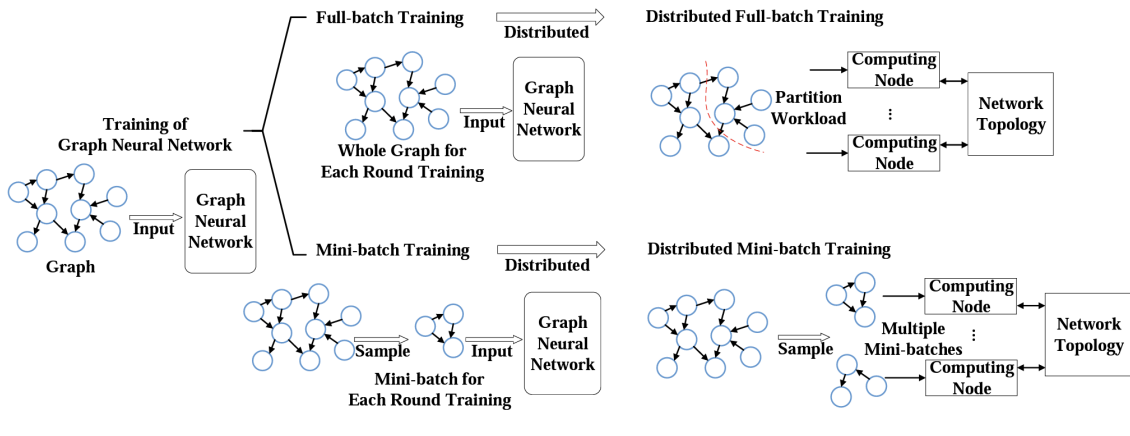 Training of
Graph Neural Network
Input
Graph
Neural
Network
Graph
Full-batch Training
Distributed
Input
Graph
Neural
Network
Whole Graph for
Each Round Training
Distributed Full-batch Training
Partition
Workload
Computing
Node
...
Computing
Node
Network
Topology
Mini-batch Training
Distributed
Sample
Input
Graph
Neural
Network
Mini-batch for
Each Round Training
Distributed Mini-batch Training
Sample
Multiple
Mini-batches
Computing
Node
...
Computing
Node
Network
Topology